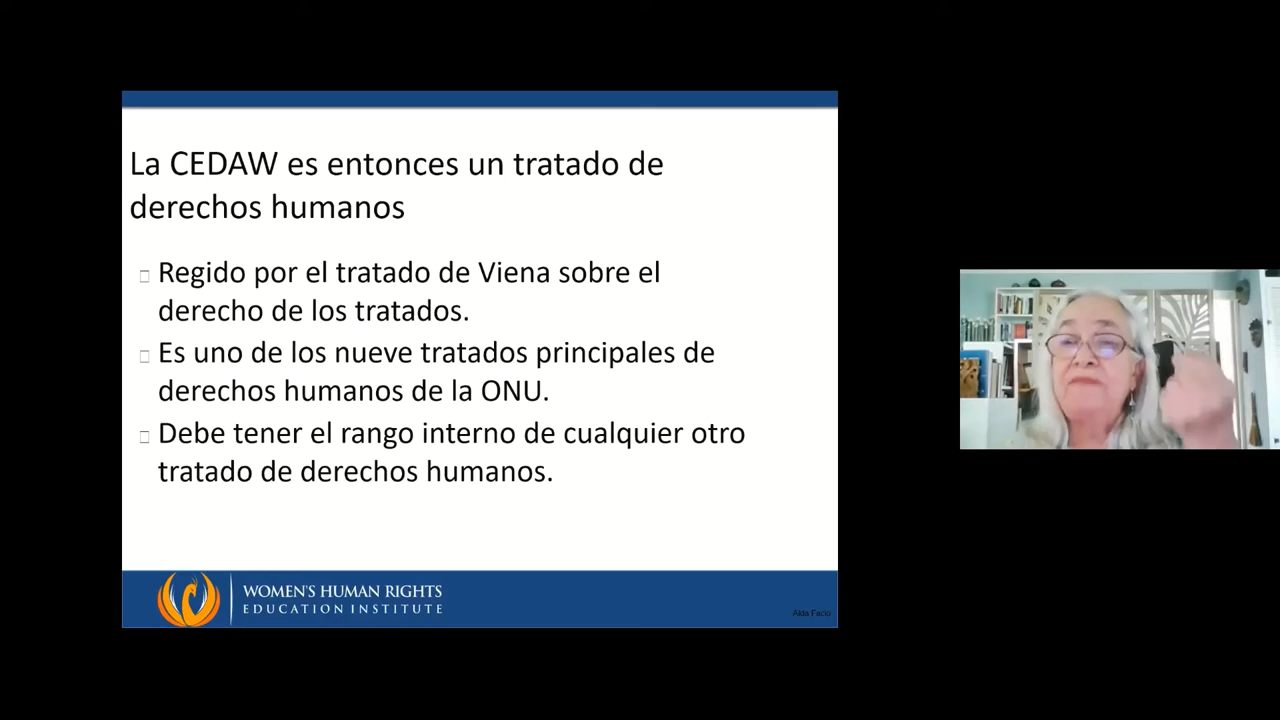 La CEDAW es entonces un tratado de
derechos humanos
Regido por el tratado de Viena sobre el
derecho de los tratados.
Es uno de los nueve tratados principales de
derechos humanos de la ONU.
Debe tener el rango interno de cualquier otro
tratado de derechos humanos.
WOMEN'S HUMAN RIGHTS
EDUCATION INSTITUTE
Alda Facio